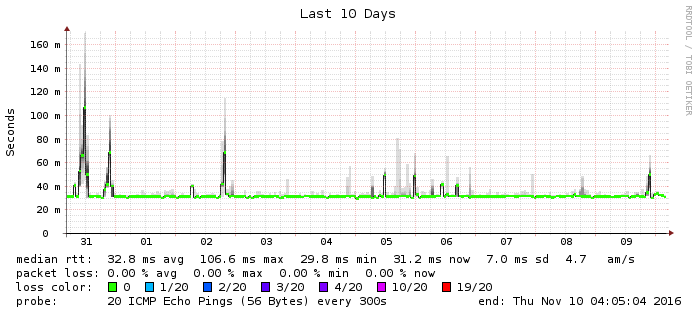 Last 10 Days
RRDTOOL / TOBI OETIKER
Seconds
160 m
140 m
120 m
100 m
80 m
60 m
40 m
20 m
0
31 01 02 03 04 05 06 07 08 09
median rtt: 32.8 ms avg 106.6 ms max 29.8 ms min 31.2 ms now 7.0 ms sd 4.7 am/s
packet loss: 0.00 % avg 0.00 % max 0.00 % min 0.00 % now
loss color: 0 1/20 2/20 3/20 4/20 10/20 19/20
probe: 20 ICMP Echo Pings (56 Bytes) every 300s end: Thu Nov 10 04:05:04 2016